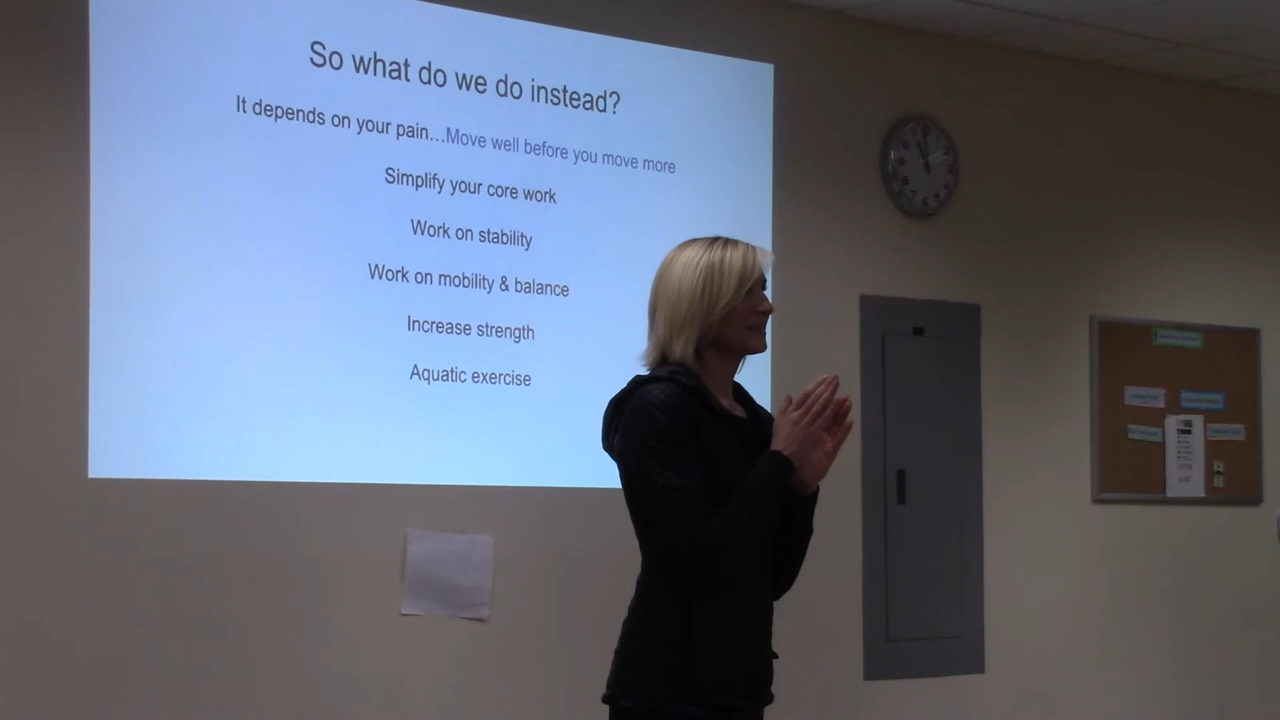 So what do we do instead?
It depends on your pain...Move well before you move more
Simplify your core work
Work on stability
Work on mobility & balance
Increase strength
Aquatic exercise